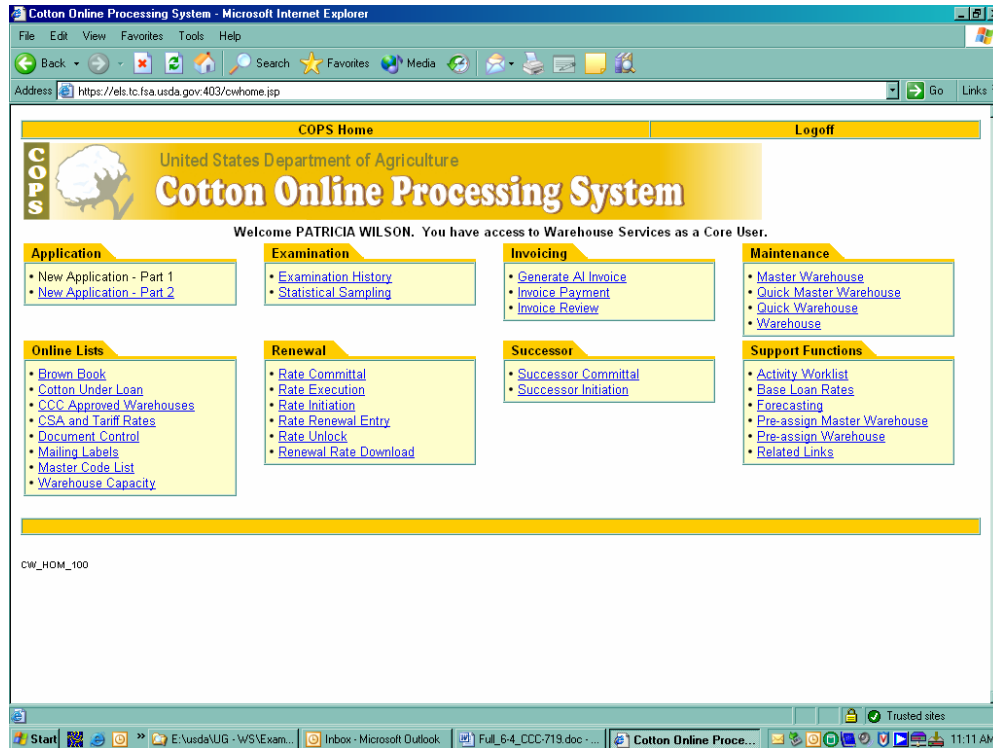 Cotton Online Processing System - Microsoft Internet Explorer
File Edit View Favorites Tools Help
Back Search Favorites Media
Address https://els.tc.fsa.usda.gov:403/cwhome.jsp Go Links
COPS Home Logoff
COPS
United States Department of Agriculture
Cotton Online Processing System
Welcome PATRICIA WILSON. You have access to Warehouse Services as a Core User.
Application
• New Application - Part 1
• New Application - Part 2
Examination
• Examination History
• Statistical Sampling
Invoicing
• Generate AI Invoice
• Invoice Payment
• Invoice Review
Maintenance
• Master Warehouse
• Quick Master Warehouse
• Quick Warehouse
• Warehouse
Online Lists
• Brown Book
• Cotton Under Loan
• CCC Approved Warehouses
• CSA and Tariff Rates
• Document Control
• Mailing Labels
• Master Code List
• Warehouse Capacity
Renewal
• Rate Committal
• Rate Execution
• Rate Initiation
• Rate Renewal Entry
• Rate Unlock
• Renewal Rate Download
Successor
• Successor Committal
• Successor Initiation
Support Functions
• Activity Worklist
• Base Loan Rates
• Forecasting
• Pre-assign Master Warehouse
• Pre-assign Warehouse
• Related Links
CW_HOM_100
Trusted sites
Start » E:\usda\UG - WS\Exam... Inbox - Microsoft Outlook Full_6-4_CCC-719.doc - ... Cotton Online Proce... 11:11 AM